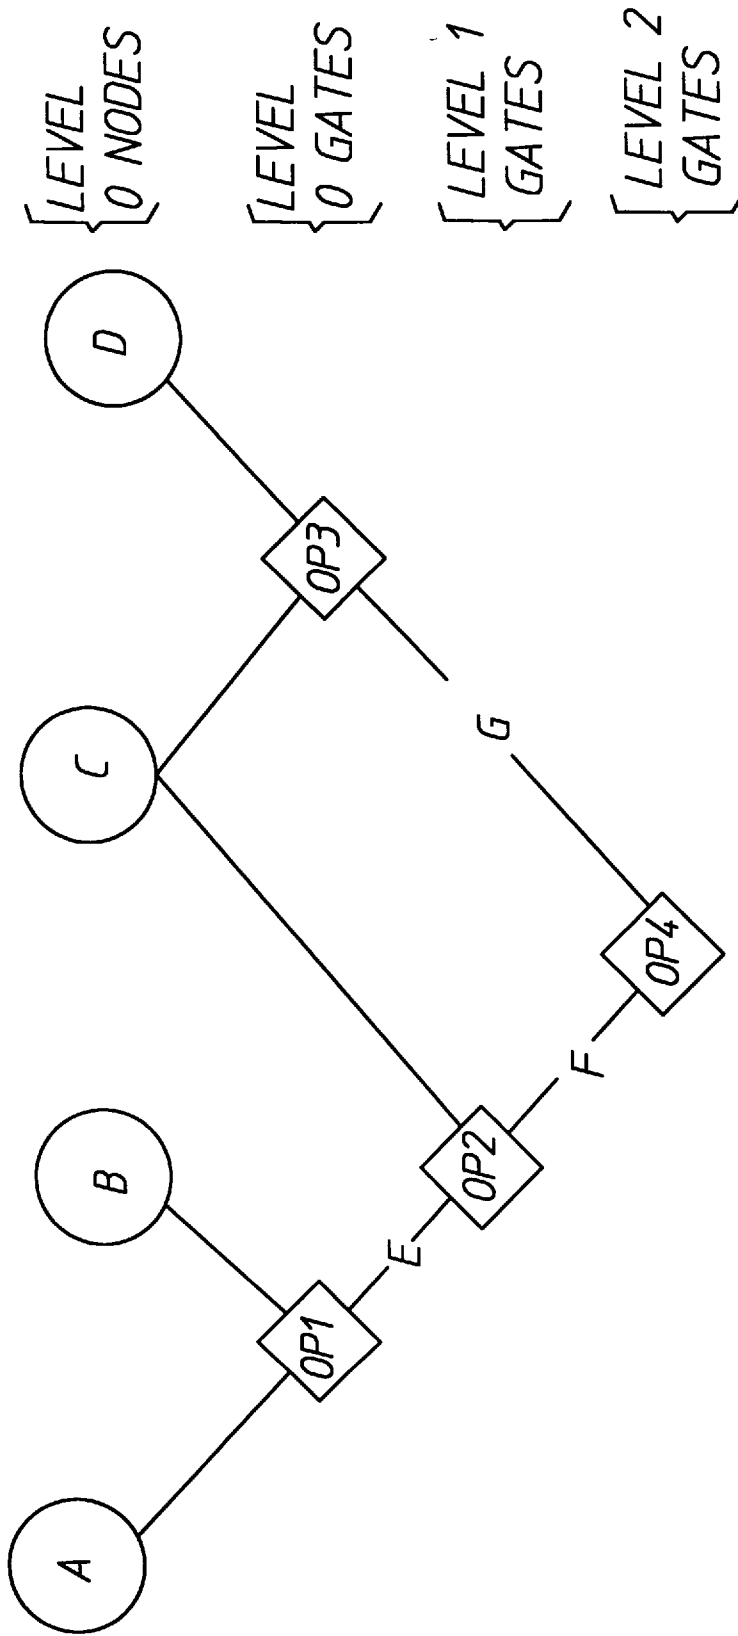 A
B
C
D
LEVEL
0 NODES
OP1
OP3
LEVEL
0 GATES
E
OP2
G
LEVEL 1
GATES
F
OP4
LEVEL 2
GATES